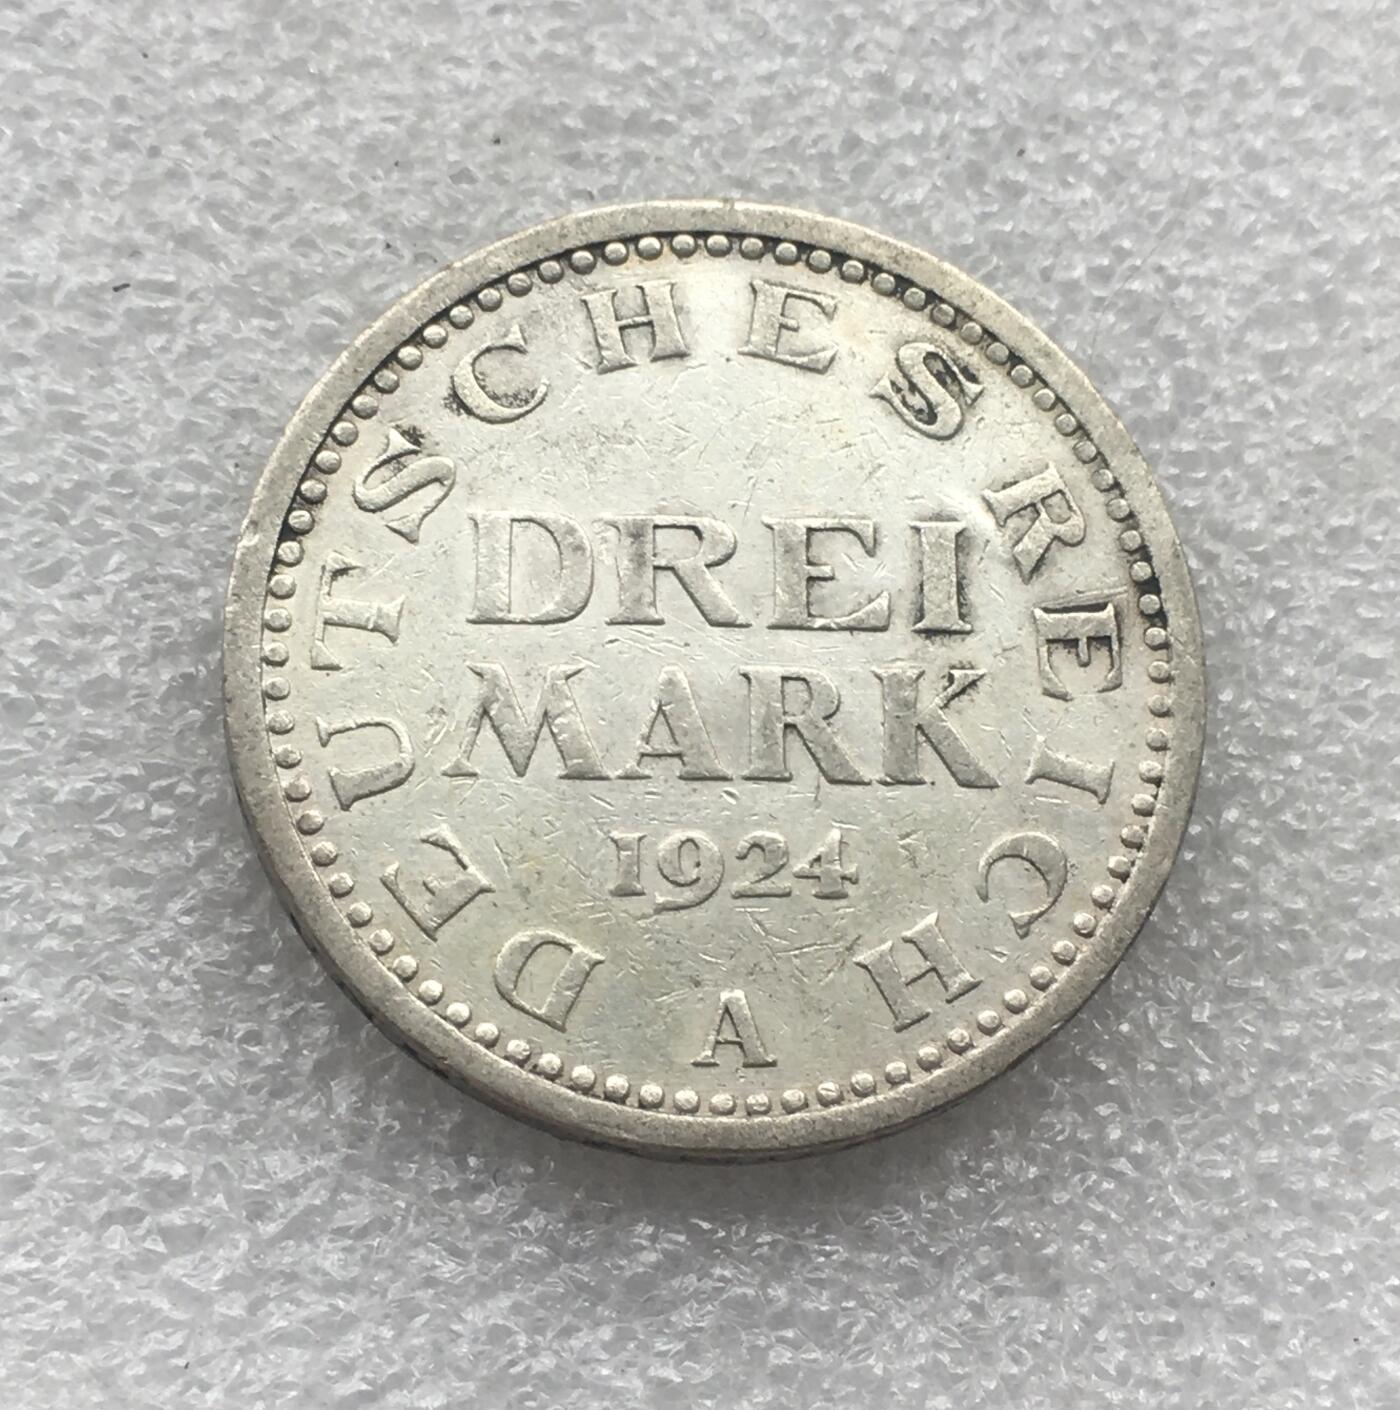 DEUTSCHES REICH
DREI
MARK
1924
A